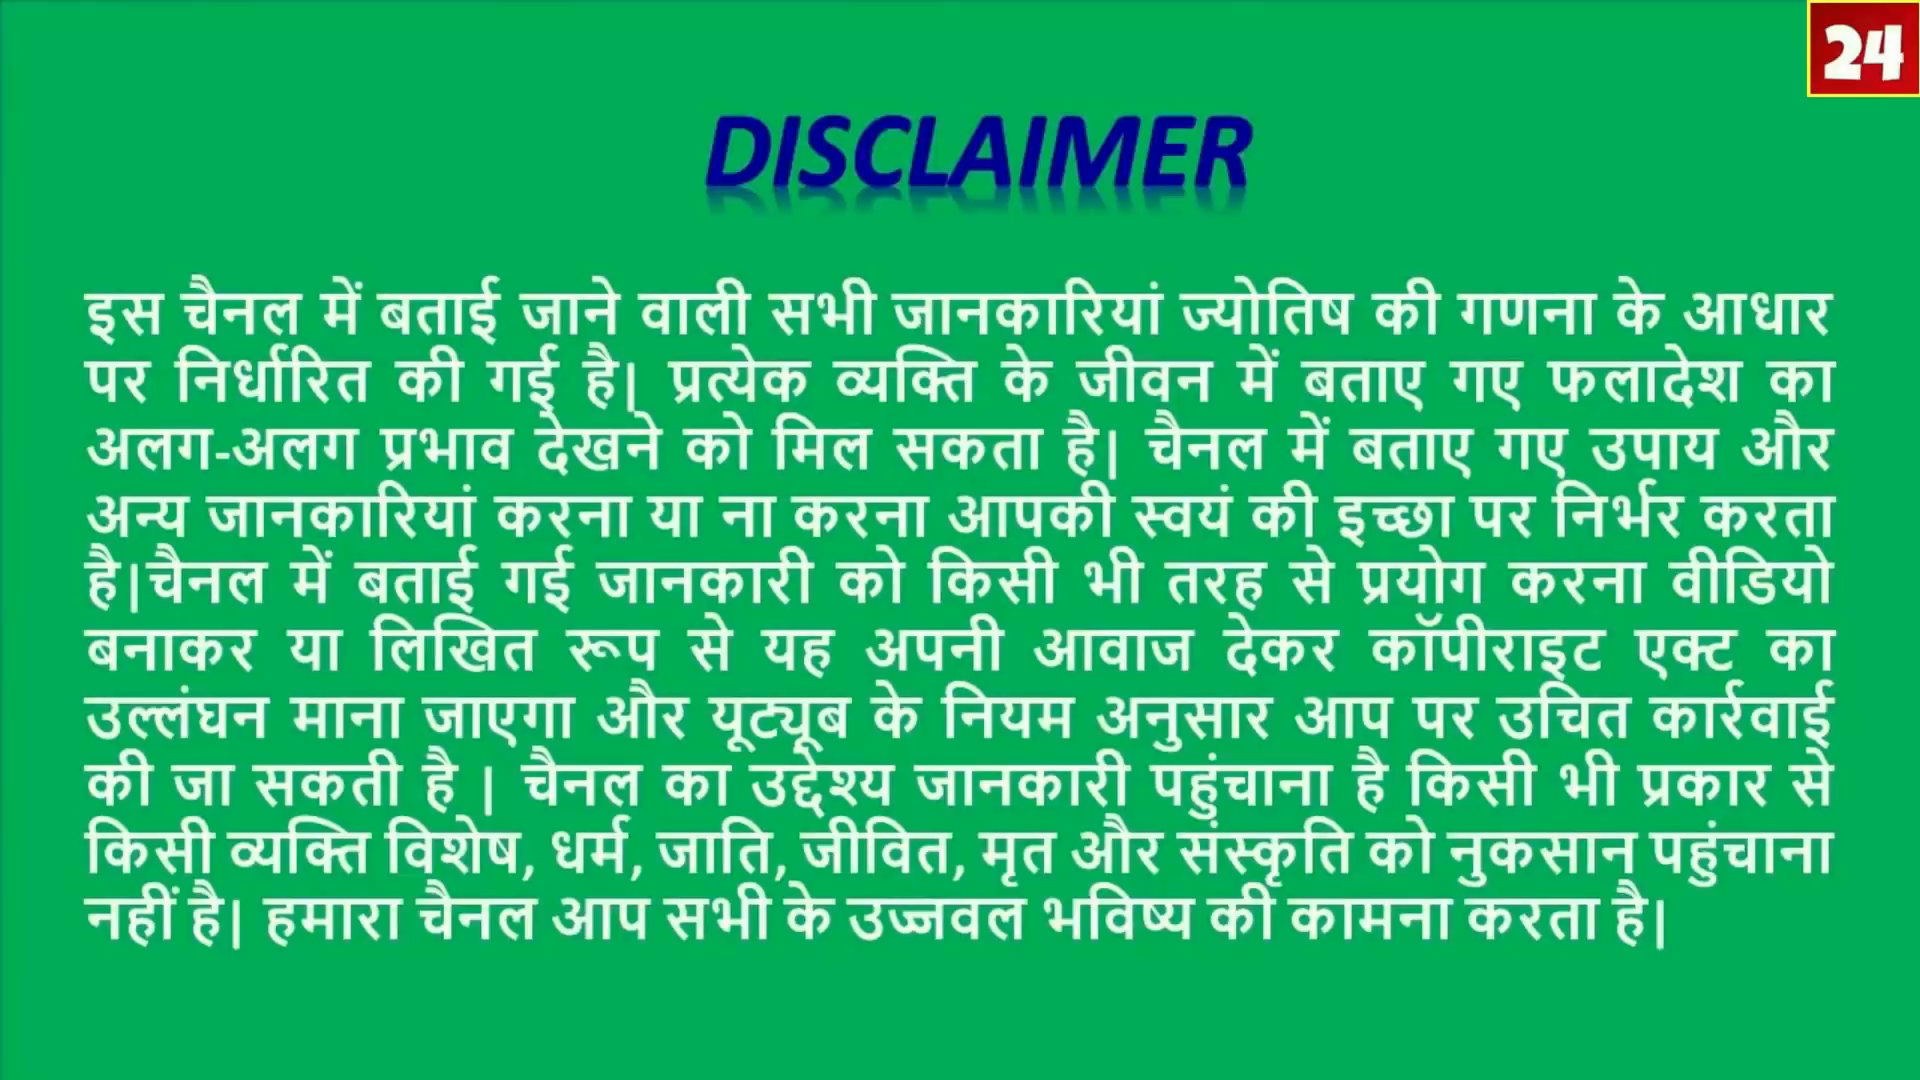 24
DISCLAIMER
इस चैनल में बताई जाने वाली सभी जानकारियां ज्योतिष की गणना के आधार
पर निर्धारित की गई है| प्रत्येक व्यक्ति के जीवन में बताए गए फलादेश का
अलग-अलग प्रभाव देखने को मिल सकता है| चैनल में बताए गए उपाय और
अन्य जानकारियां करना या ना करना आपकी स्वयं की इच्छा पर निर्भर करता
है|चैनल में बताई गई जानकारी को किसी भी तरह से प्रयोग करना वीडियो
बनाकर या लिखित रूप से यह अपनी आवाज देकर कॉपीराइट एक्ट का
उल्लंघन माना जाएगा और यूट्यूब के नियम अनुसार आप पर उचित कार्रवाई
की जा सकती है | चैनल का उद्देश्य जानकारी पहुंचाना है किसी भी प्रकार से
किसी व्यक्ति विशेष, धर्म, जाति, जीवित, मृत और संस्कृति को नुकसान पहुंचाना
नहीं है| हमारा चैनल आप सभी के उज्जवल भविष्य की कामना करता है|